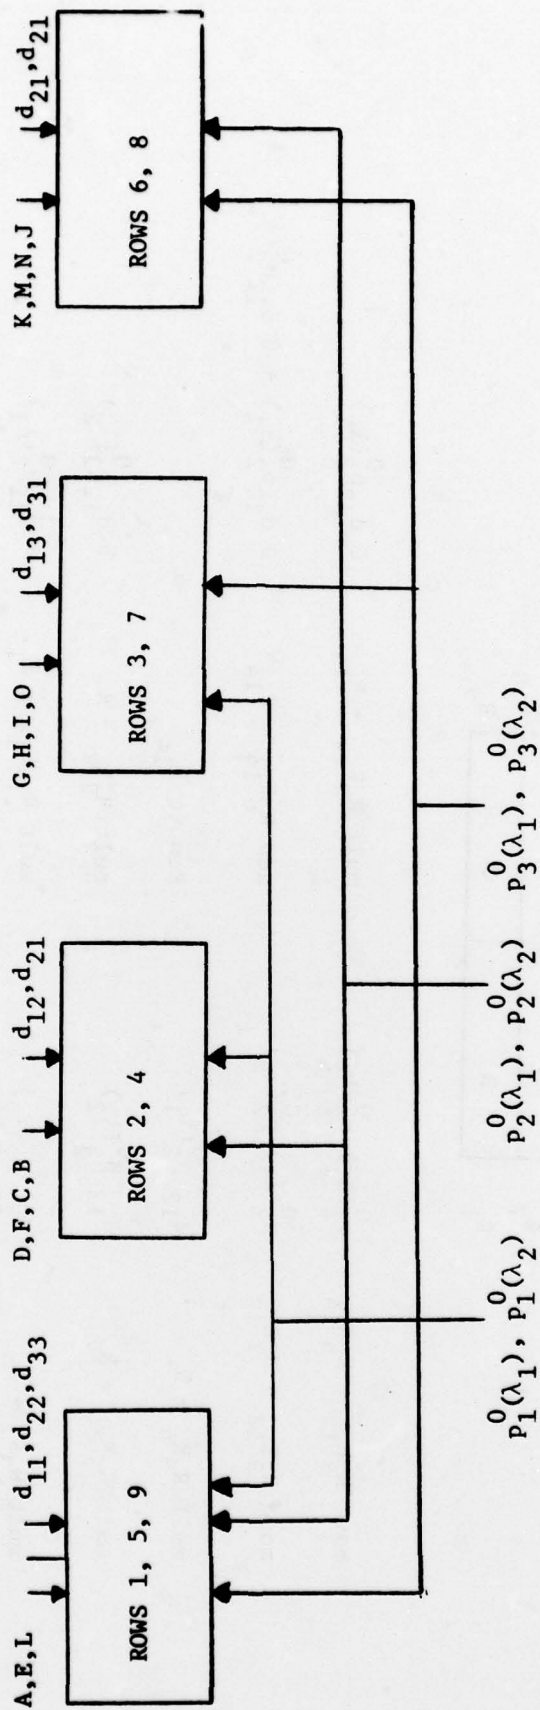 A,E,L
d11,d22,d33
ROWS 1, 5, 9
D,F,C,B
d12,d21
ROWS 2, 4
G,H,I,O
d13,d31
ROWS 3, 7
K,M,N,J
d21,d21
ROWS 6, 8
P₁⁰(λ₁), P₁⁰(λ₂)
P₂⁰(λ₁), P₂⁰(λ₂)
P₃⁰(λ₁), P₃⁰(λ₂)